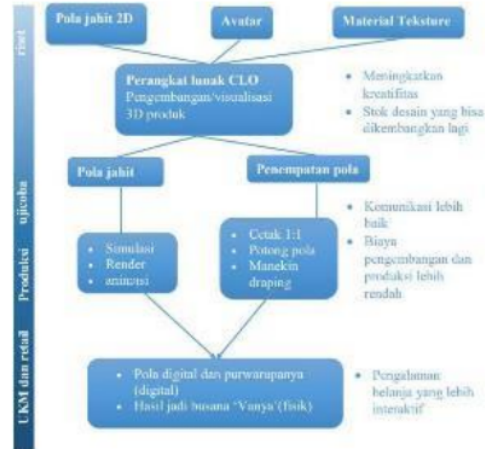 Pola jahit 2D
Avatar
Material Teksture
riset
Perangkat lunak CLO
Pengembangan/visualisasi
3D produk
• Meningkatkan
kreatifitas
• Stok desain yang bisa
dikembangkan lagi
Pola jahit
Penempatan pola
ujicoba
• Simulasi
• Render
• animasi
• Cetak 1:1
• Potong pola
• Manekin
draping
• Komunikasi lebih
baik
• Biaya
pengembangan dan
produksi lebih
rendah
Produksi
UKM dan retail
• Pola digital dan purwarupanya
(digital)
• Hasil jadi busana 'Vanya'(fisik)
• Pengalaman
belanja yang lebih
interaktif